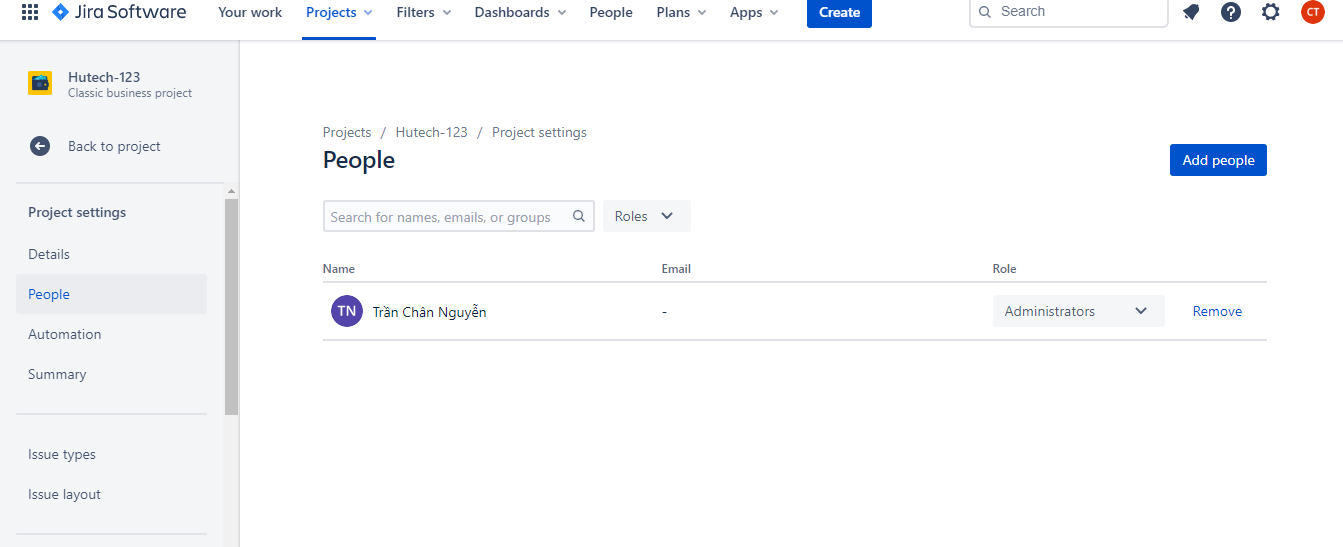 Jira Software Your work Projects Filters Dashboards People Plans Apps Create Search CT
Hutech-123
Classic business project
Back to project
Project settings
Details
People
Automation
Summary
Issue types
Issue layout
Projects / Hutech-123 / Project settings
People
Add people
Search for names, emails, or groups Roles
Name Email Role
TN Trần Chân Nguyễn - Administrators Remove